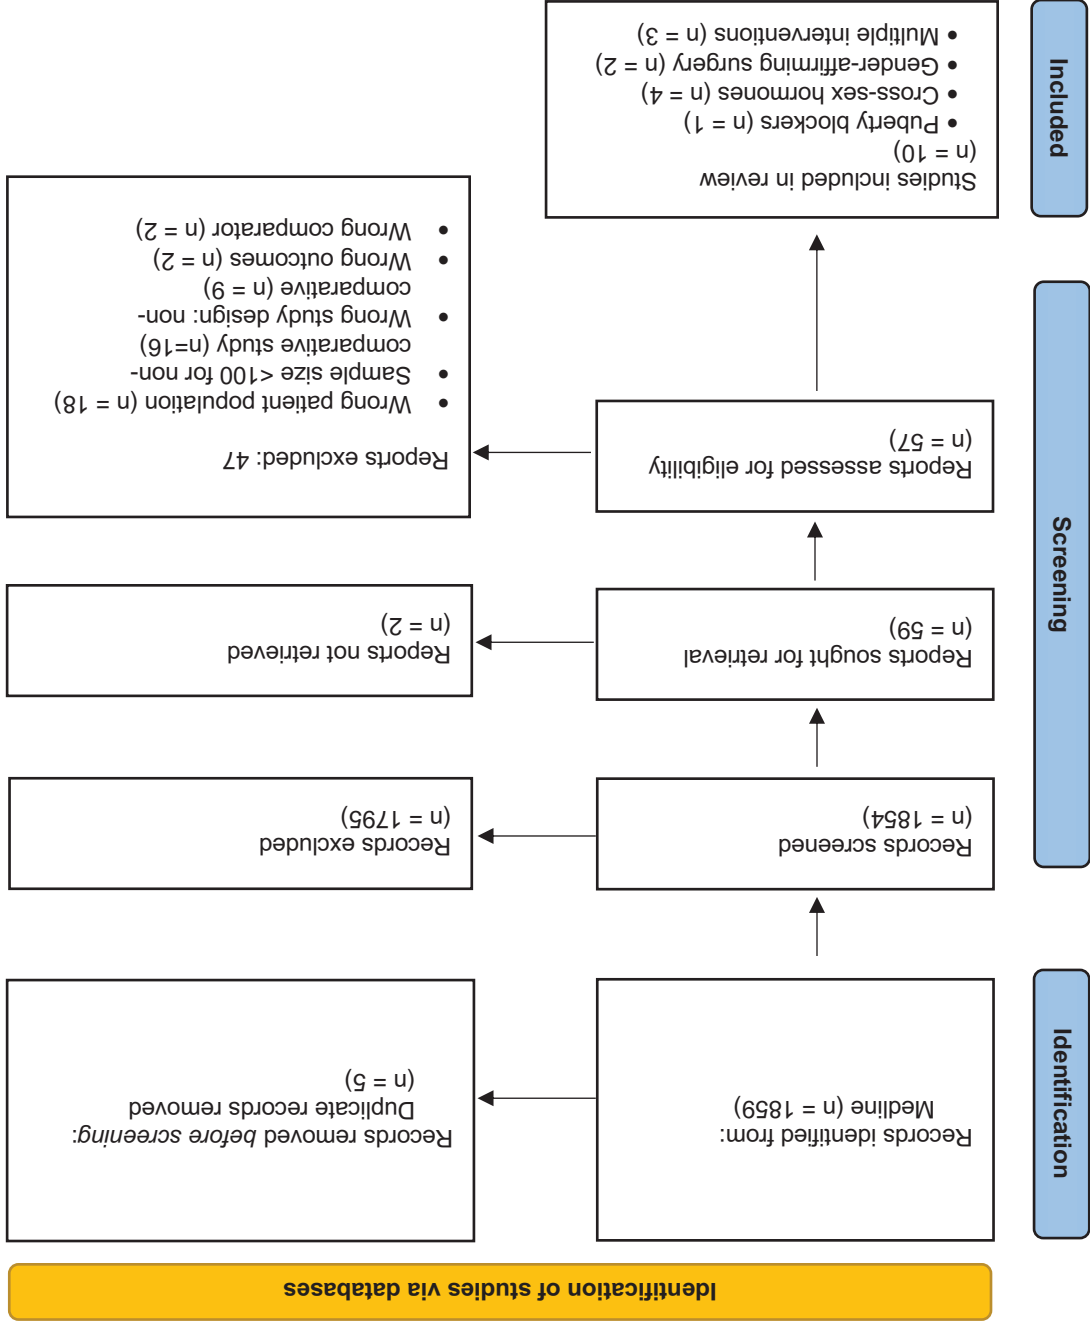 Identification of studies via databases
Identification
Records identified from:
Medline (n = 1859)
Records removed before screening:
Duplicate records removed
(n = 5)
Screening
Records screened
(n = 1854)
Records excluded
(n = 1795)
Reports sought for retrieval
(n = 59)
Reports not retrieved
(n = 2)
Reports assessed for eligibility
(n = 57)
Reports excluded: 47
• Wrong patient population (n = 18)
• Sample size <100 for non-
comparative study (n=16)
• Wrong study design: non-
comparative (n = 9)
• Wrong outcomes (n = 2)
• Wrong comparator (n = 2)
Included
Studies included in review
(n = 10)
• Puberty blockers (n = 1)
• Cross-sex hormones (n = 4)
• Gender-affirming surgery (n = 2)
• Multiple interventions (n = 3)